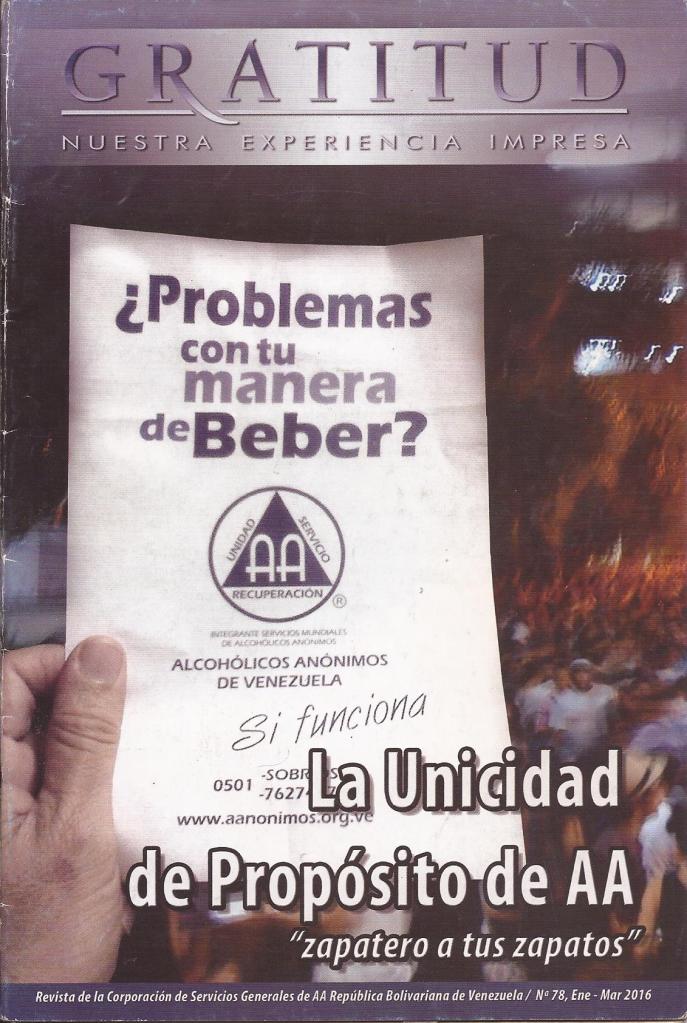 GRATITUD
NUESTRA EXPERIENCIA IMPRESA
¿Problemas
con tu
manera
de Beber?
UNIDAD
SERVICIO
AA
RECUPERACIÓN
®
INTEGRANTE SERVICIOS MUNDIALES
DE ALCOHÓLICOS ANÓNIMOS
ALCOHÓLICOS ANÓNIMOS
DE VENEZUELA
Si funciona
0501
www.aanonimos.org.ve
La Unicidad
de Propósito de AA
"zapatero a tus zapatos"
Revista de la Corporación de Servicios Generales de AA República Bolivariana de Venezuela / Nº 78, Ene - Mar 2016